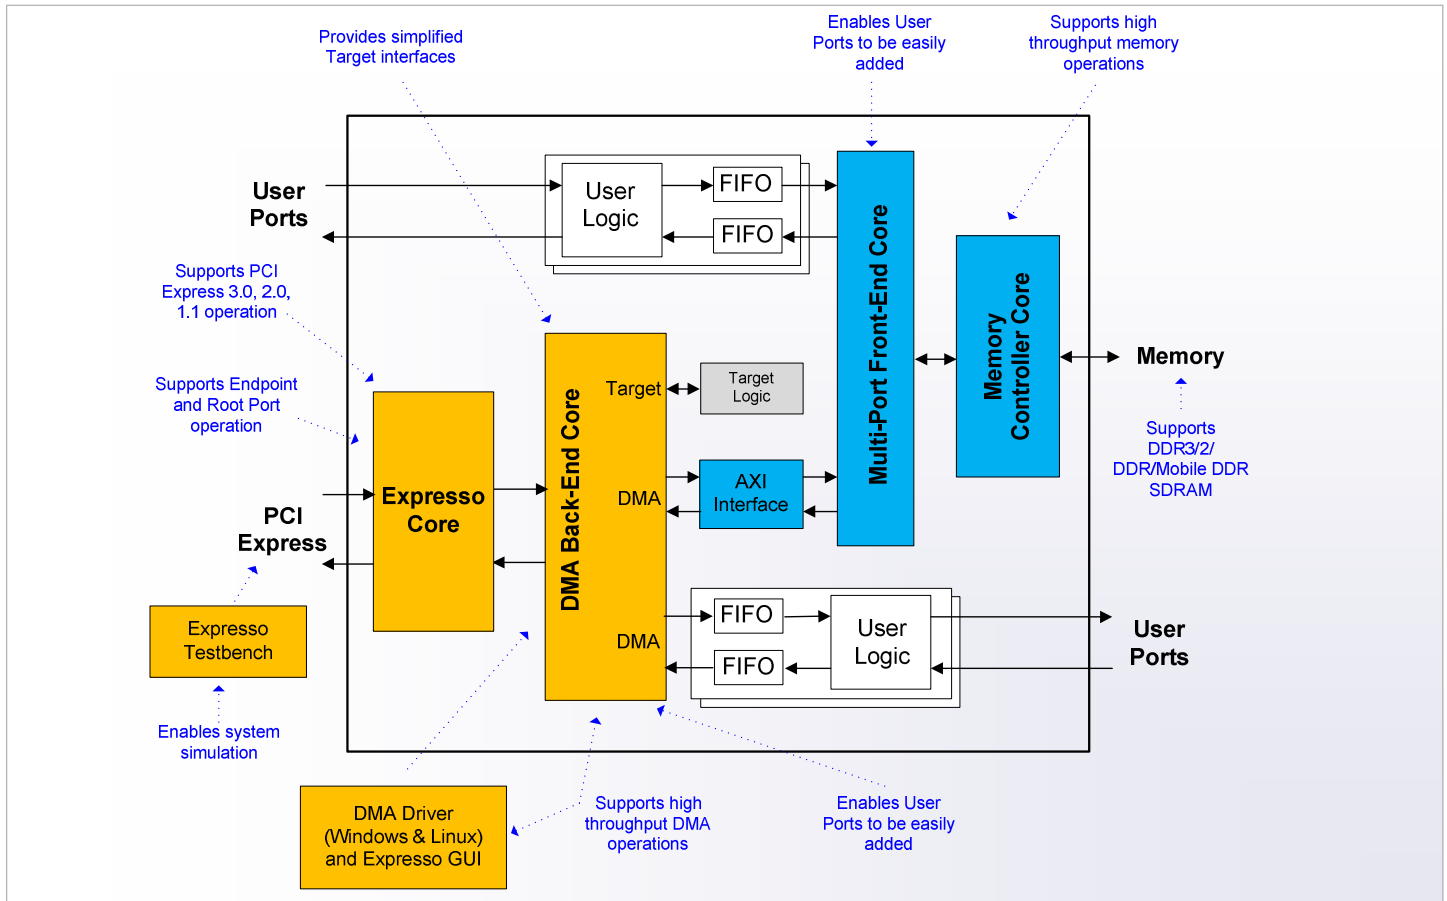 Provides simplified
Target interfaces
Enables User
Ports to be easily
added
Supports high
throughput memory
operations
User
Ports
User
Logic
FIFO
FIFO
Multi-Port Front-End Core
Memory
Controller Core
Memory
Supports
DDR3/2/
DDR/Mobile DDR
SDRAM
Supports PCI
Express 3.0, 2.0,
1.1 operation
Supports Endpoint
and Root Port
operation
Expresso
Core
PCI
Express
DMA Back-End Core
Target
Target
Logic
DMA
AXI
Interface
DMA
FIFO
FIFO
User
Logic
User
Ports
Expresso
Testbench
Enables system
simulation
DMA Driver
(Windows & Linux)
and Expresso GUI
Supports high
throughput DMA
operations
Enables User
Ports to be easily
added